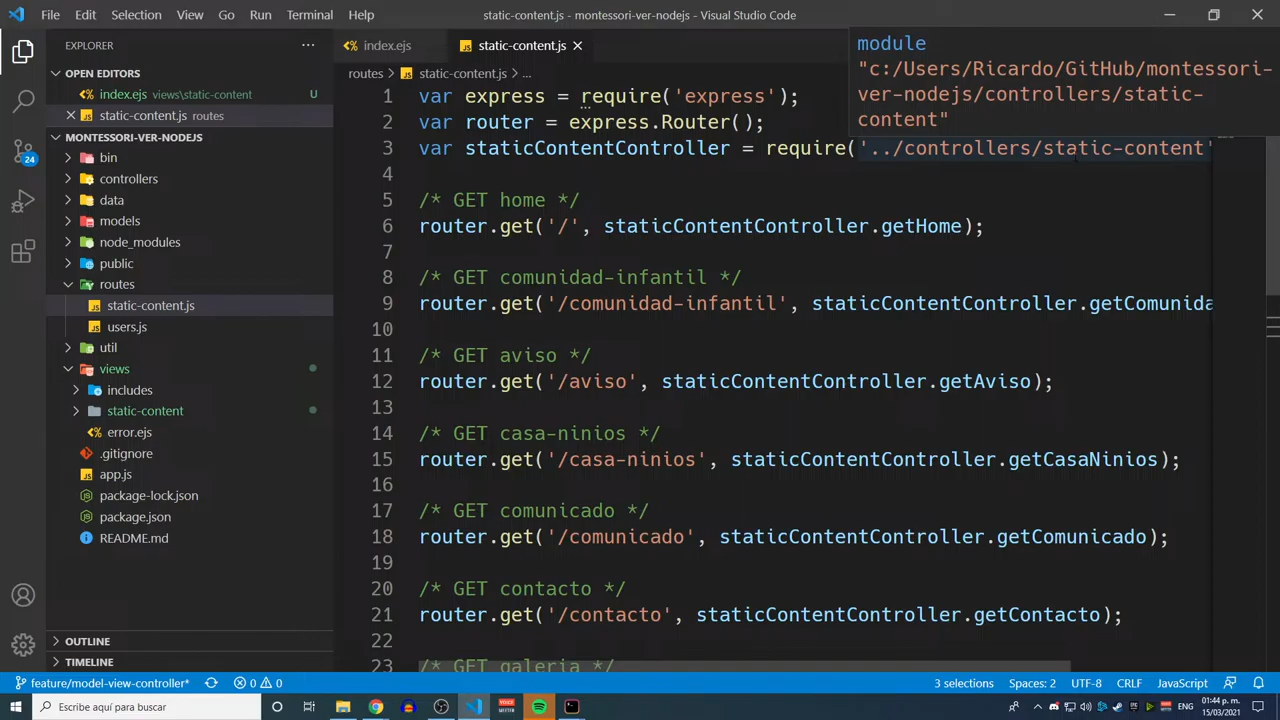 File Edit Selection View Go Run Terminal Help
static-content.js - montessori-ver-nodejs - Visual Studio Code
EXPLORER
OPEN EDITORS
index.ejs views\static-content U
static-content.js routes
MONTESSORI-VER-NODEJS
bin
controllers
data
models
node_modules
public
routes
static-content.js
users.js
util
views
includes
static-content
error.ejs
.gitignore
app.js
package-lock.json
package.json
README.md
OUTLINE
TIMELINE
24
index.ejs
static-content.js
routes > static-content.js > ...
module
"c:/Users/Ricardo/GitHub/montessori-
ver-nodejs/controllers/static-
content"
1 var express = require('express');
2 var router = express.Router();
3 var staticContentController = require('../controllers/static-content'
4
5 /* GET home */
6 router.get('/', staticContentController.getHome);
7
8 /* GET comunidad-infantil */
9 router.get('/comunidad-infantil', staticContentController.getComunida
10
11 /* GET aviso */
12 router.get('/aviso', staticContentController.getAviso);
13
14 /* GET casa-ninios */
15 router.get('/casa-ninios', staticContentController.getCasaNinios);
16
17 /* GET comunicado */
18 router.get('/comunicado', staticContentController.getComunicado);
19
20 /* GET contacto */
21 router.get('/contacto', staticContentController.getContacto);
22
23 /* GET galeria */
feature/model-view-controller* 0 0 3 selections Spaces: 2 UTF-8 CRLF JavaScript
Escribe aquí para buscar
ENG
01:44 p. m.
15/03/2021